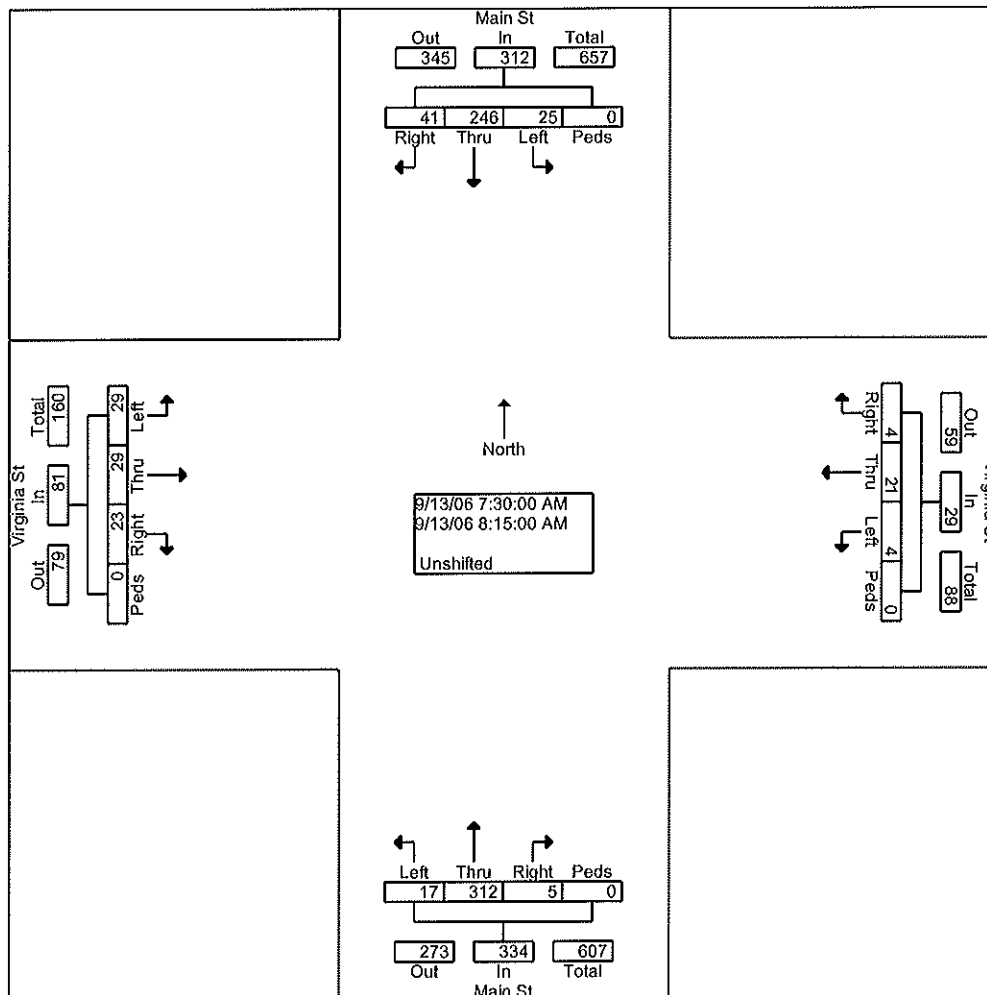 Main St
Out In Total
345 312 657
41 246 25 0
Right Thru Left Peds
Virginia St
Out In Total
79 81 160
29 29 23 0
Left Thru Right Peds
North
9/13/06 7:30:00 AM
9/13/06 8:15:00 AM
Unshifted
Right Thru Left Peds
4 21 4 0
Out In Total
59 29 88
Left Thru Right Peds
17 312 5 0
273 334 607
Out In Total
Main St